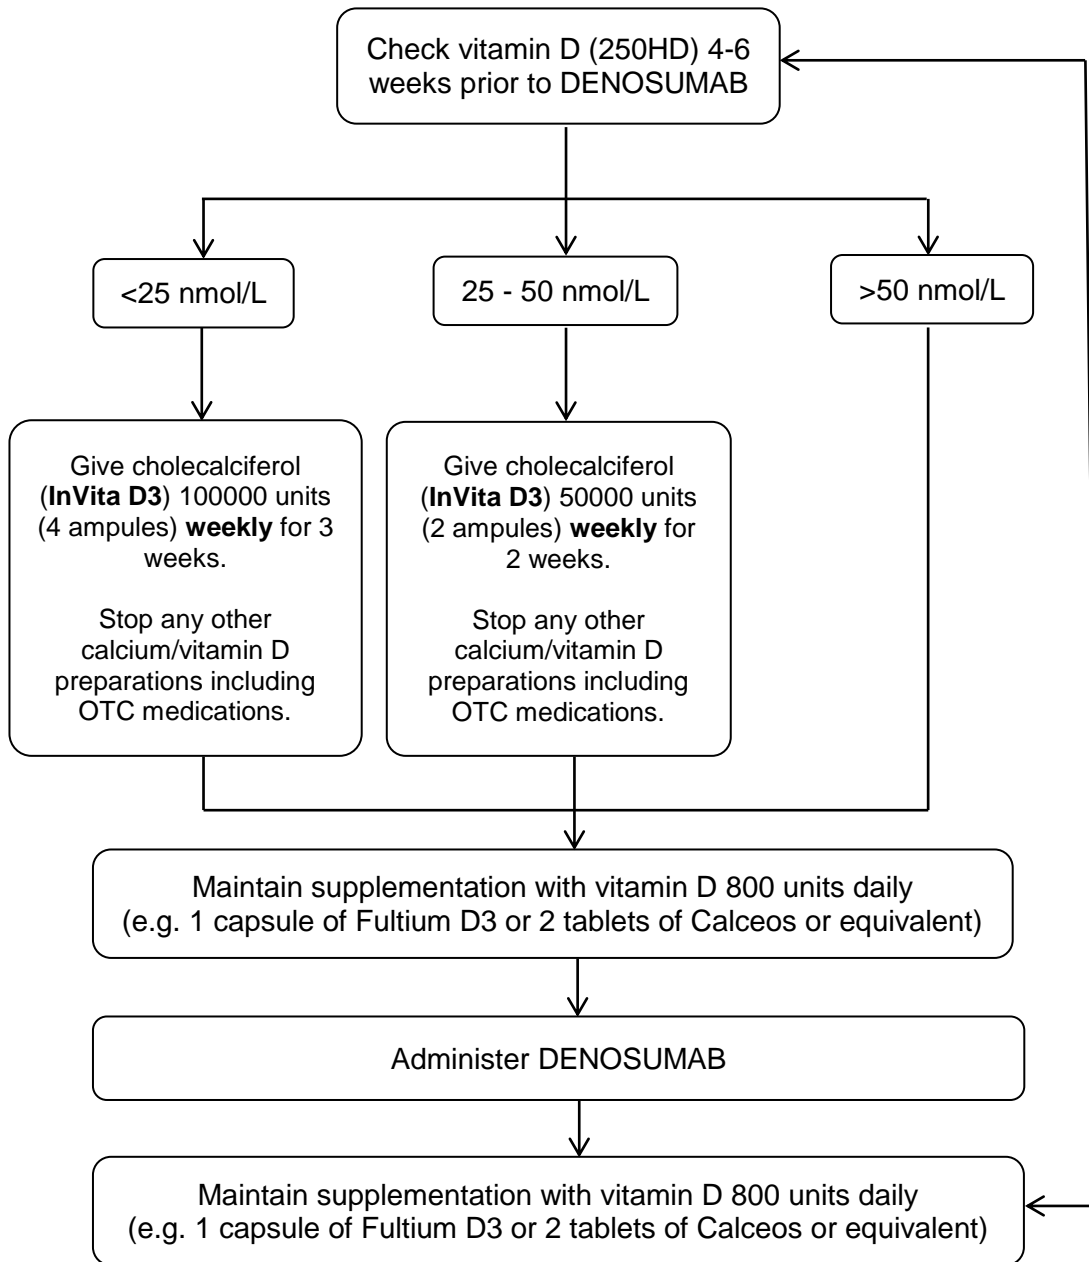 Check vitamin D (250HD) 4-6
weeks prior to DENOSUMAB
<25 nmol/L
25 - 50 nmol/L
>50 nmol/L
Give cholecalciferol
(InVita D3) 100000 units
(4 ampules) weekly for 3
weeks.
Stop any other
calcium/vitamin D
preparations including
OTC medications.
Give cholecalciferol
(InVita D3) 50000 units
(2 ampules) weekly for
2 weeks.
Stop any other
calcium/vitamin D
preparations including
OTC medications.
Maintain supplementation with vitamin D 800 units daily
(e.g. 1 capsule of Fultium D3 or 2 tablets of Calceos or equivalent)
Administer DENOSUMAB
Maintain supplementation with vitamin D 800 units daily
(e.g. 1 capsule of Fultium D3 or 2 tablets of Calceos or equivalent)